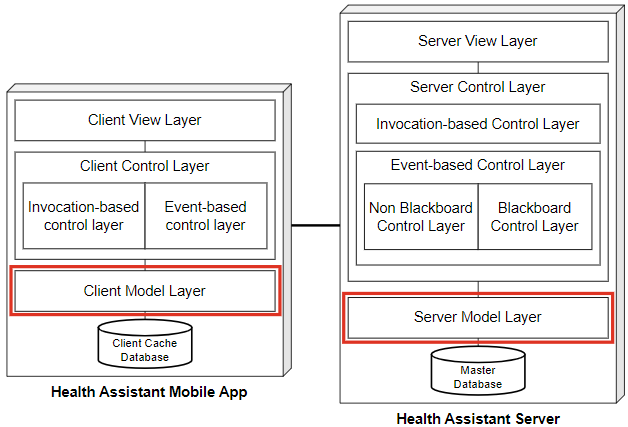 Client View Layer
Client Control Layer
Invocation-based
control layer
Event-based
control layer
Client Model Layer
Client Cache
Database
Health Assistant Mobile App
Server View Layer
Server Control Layer
Invocation-based Control Layer
Event-based Control Layer
Non Blackboard
Control Layer
Blackboard
Control Layer
Server Model Layer
Master
Database
Health Assistant Server